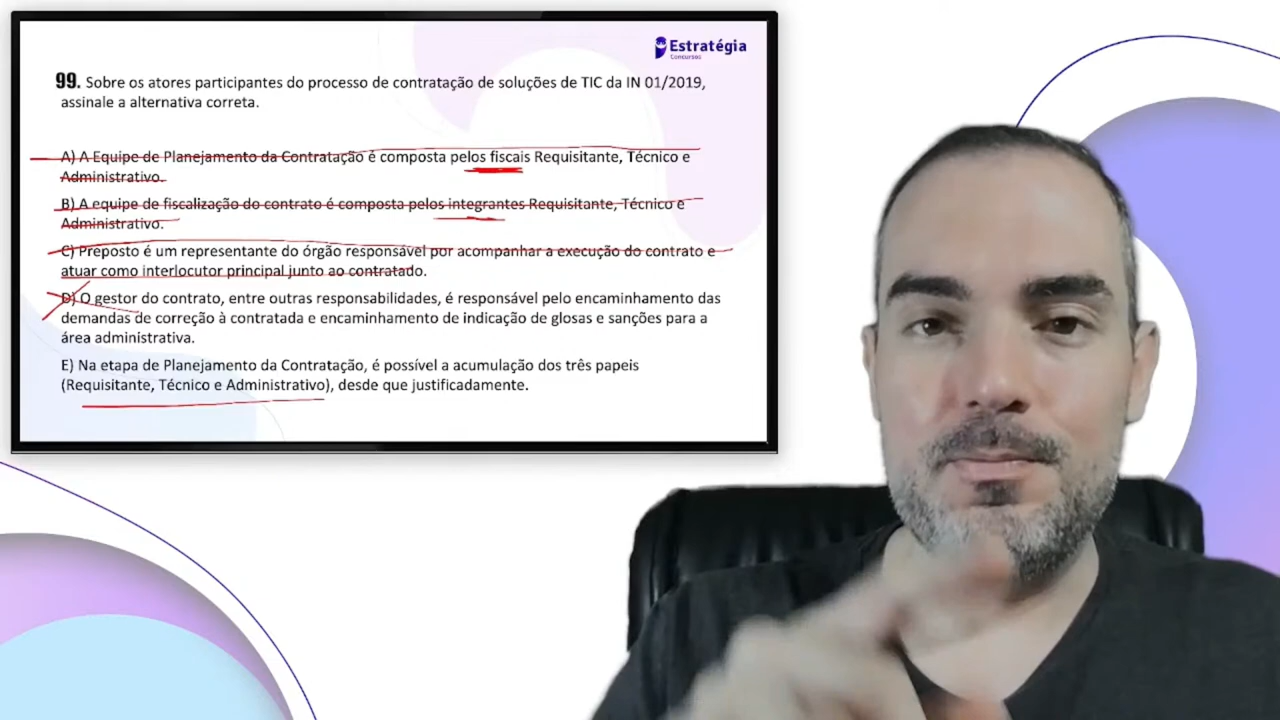 Estratégia
Concursos
99. Sobre os atores participantes do processo de contratação de soluções de TIC da IN 01/2019,
assinale a alternativa correta.
A) A Equipe de Planejamento da Contratação é composta pelos fiscais Requisitante, Técnico e
Administrativo.
B) A equipe de fiscalização do contrato é composta pelos integrantes Requisitante, Técnico e
Administrativo.
C) Preposto é um representante do órgão responsável por acompanhar a execução do contrato e
atuar como interlocutor principal junto ao contratado.
D) O gestor do contrato, entre outras responsabilidades, é responsável pelo encaminhamento das
demandas de correção à contratada e encaminhamento de indicação de glosas e sanções para a
área administrativa.
E) Na etapa de Planejamento da Contratação, é possível a acumulação dos três papeis
(Requisitante, Técnico e Administrativo), desde que justificadamente.